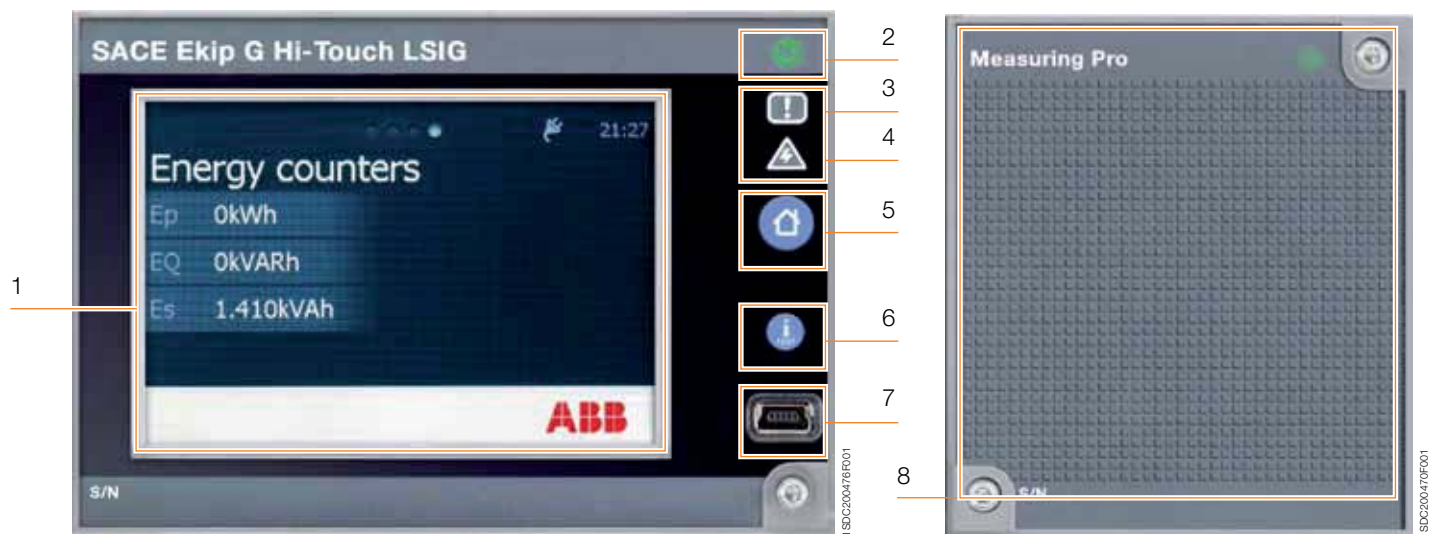 SACE Ekip G Hi-Touch LSIG
21:27
Energy counters
Ep 0kWh
EQ 0kVARh
Es 1.410kVAh
ABB
S/N
1
2
3
4
5
6
7
1SDC200476F001
Measuring Pro
S/N
8
SDC200470F001